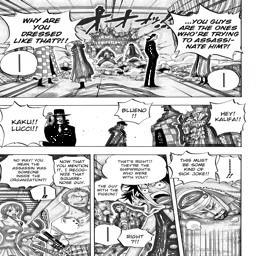 ...YOU GUYS
ARE THE ONES
WHO'RE TRYING
TO ASSASSI-
NATE HIM?!
WHY ARE
YOU
DRESSED
LIKE THAT?!!
HEY!
KALIFA!!
BLUENO
!!
KAKU!!
LUCCI!!
THIS MUST
BE SOME
KIND OF
SICK JOKE!!
THAT'S RIGHT!!
THEY'RE THE
SHIPWRIGHTS
WHO WERE
WITH YOU!!
THE GUY
WITH THE
PIGEON!!
RIGHT
?!!
NOW THAT
YOU MENTION
IT, I RECOG-
NIZE THAT
SQUARE-
NOSE GUY.
NO WAY! YOU
MEAN THE
ASSASSIN WAS
SOMEONE
INSIDE THE
ORGANIZATION?!